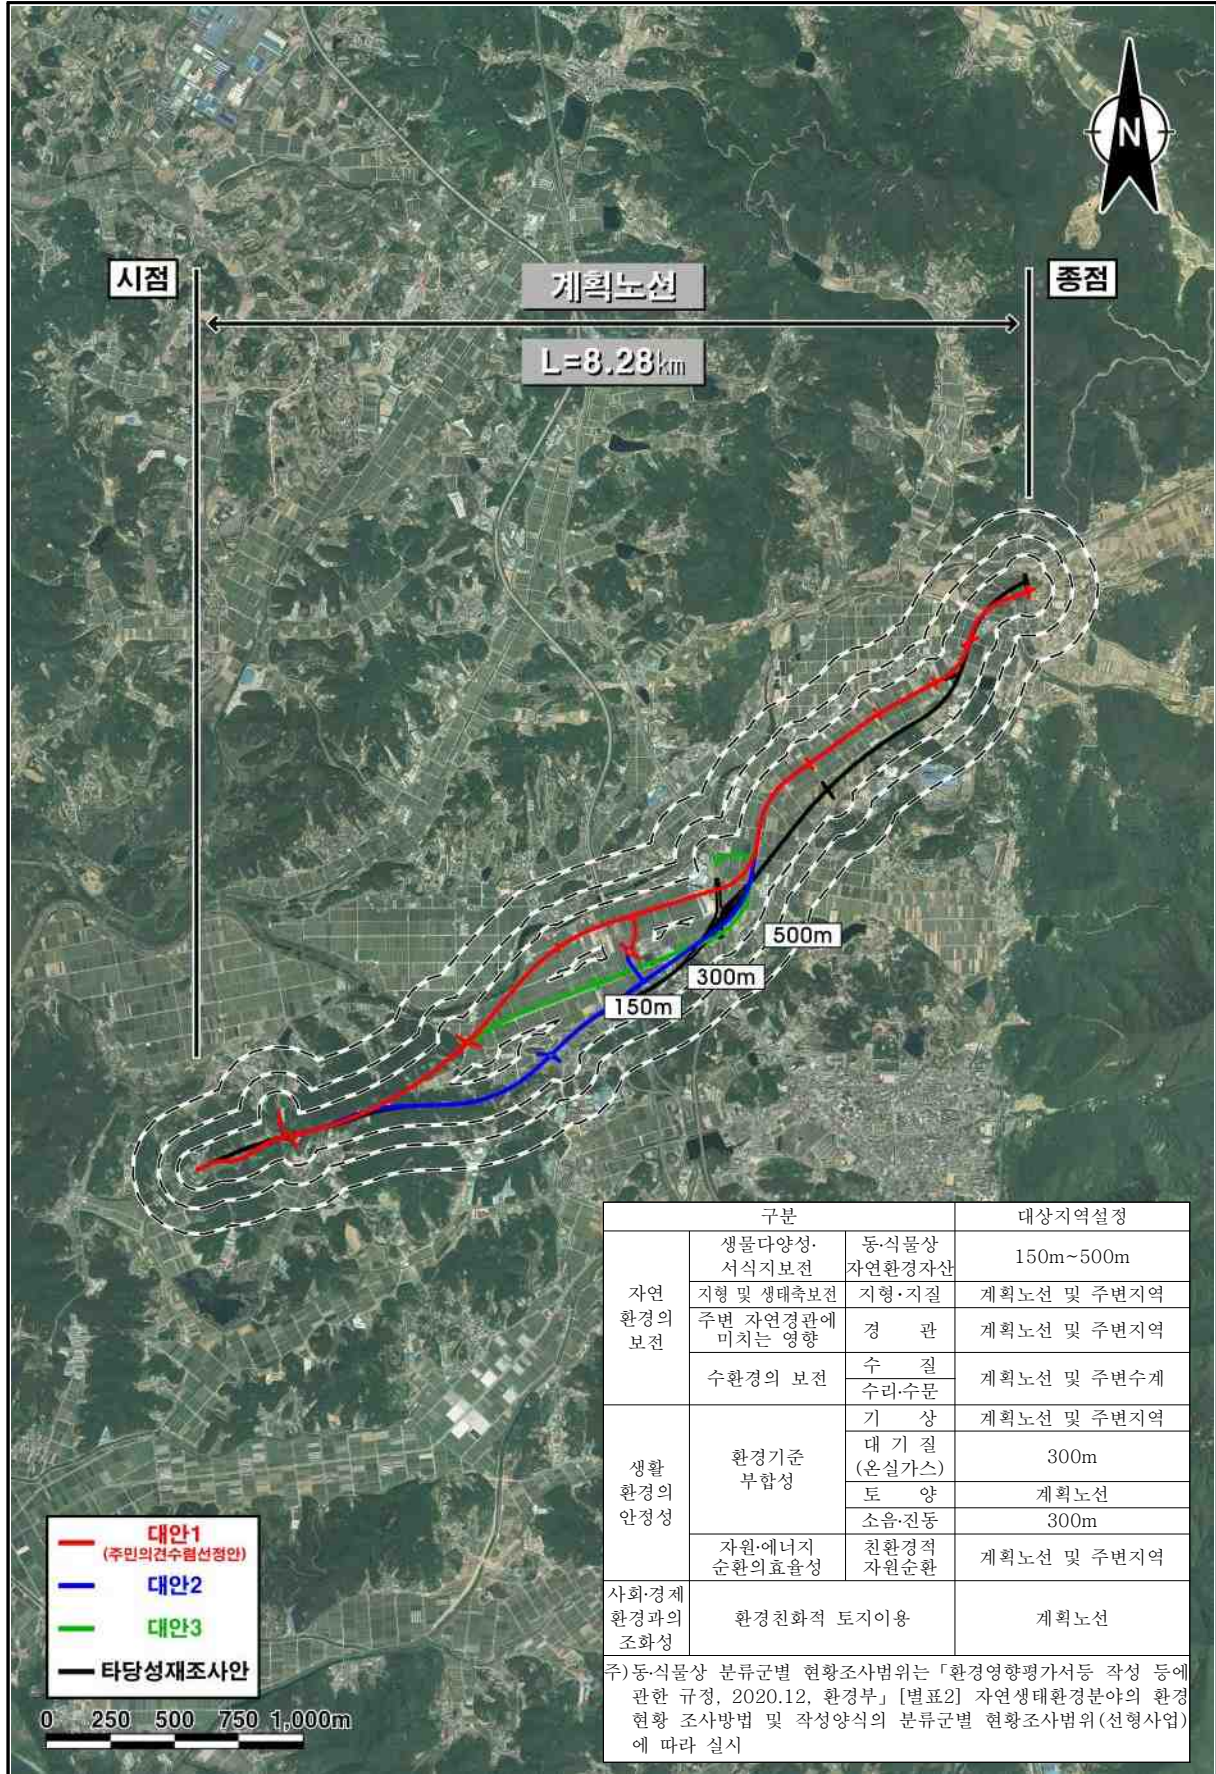 N
시점
계획노선
종점
L=8.28km
500m
300m
150m
구분
대상지역설정
자연
환경의
보전
생물다양성·
서식지보전
동·식물상
자연환경자산
150m~500m
지형 및 생태축보전
지형·지질
계획노선 및 주변지역
주변 자연경관에
미치는 영향
경 관
계획노선 및 주변지역
수환경의 보전
수 질
수리·수문
계획노선 및 주변수계
생활
환경의
안정성
환경기준
부합성
기 상
계획노선 및 주변지역
대 기 질
(온실가스)
300m
토 양
계획노선
소음·진동
300m
자원·에너지
순환의효율성
친환경적
자원순환
계획노선 및 주변지역
사회·경제
환경과의
조화성
환경친화적 토지이용
계획노선
주)동·식물상 분류군별 현황조사범위는 「환경영향평가서등 작성 등에
관한 규정, 2020.12, 환경부」 [별표2] 자연생태환경분야의 환경
현황 조사방법 및 작성양식의 분류군별 현황조사범위(선형사업)
에 따라 실시
대안1
(주민의견수렴선정안)
대안2
대안3
타당성재조사안
0 250 500 750 1,000m